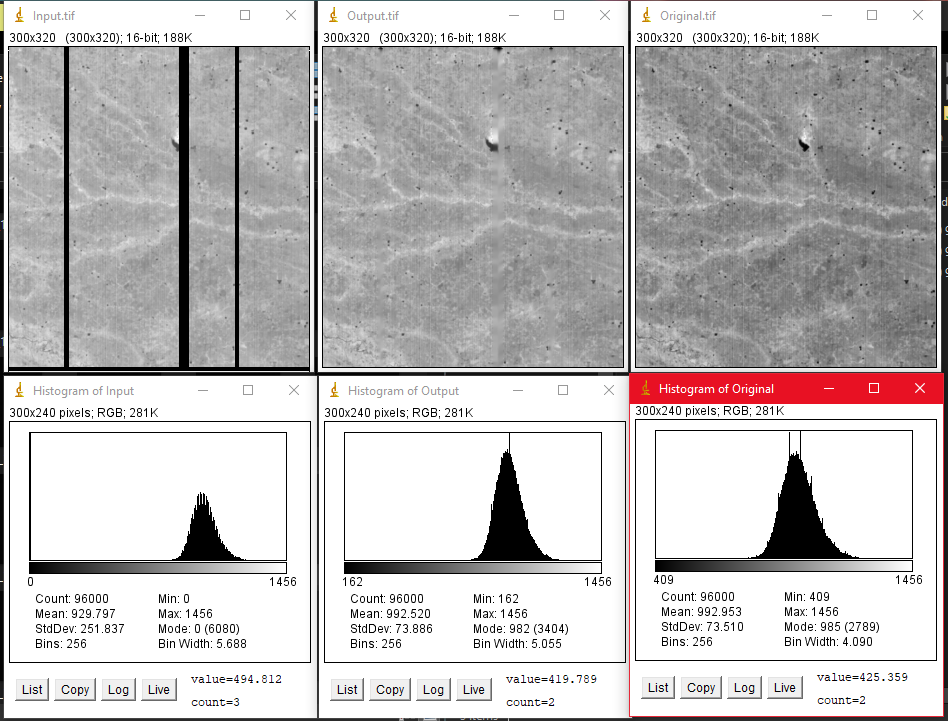 Input.tif
300x320 (300x320); 16-bit; 188K
Output.tif
300x320 (300x320); 16-bit; 188K
Original.tif
300x320 (300x320); 16-bit; 188K
Histogram of Input
300x240 pixels; RGB; 281K
0 1456
Count: 96000 Min: 0
Mean: 929.797 Max: 1456
StdDev: 251.837 Mode: 0 (6080)
Bins: 256 Bin Width: 5.688
List Copy Log Live
value=494.812
count=3
Histogram of Output
300x240 pixels; RGB; 281K
162 1456
Count: 96000 Min: 162
Mean: 992.520 Max: 1456
StdDev: 73.886 Mode: 982 (3404)
Bins: 256 Bin Width: 5.055
List Copy Log Live
value=419.789
count=2
Histogram of Original
300x240 pixels; RGB; 281K
409 1456
Count: 96000 Min: 409
Mean: 992.953 Max: 1456
StdDev: 73.510 Mode: 985 (2789)
Bins: 256 Bin Width: 4.090
List Copy Log Live
value=425.359
count=2